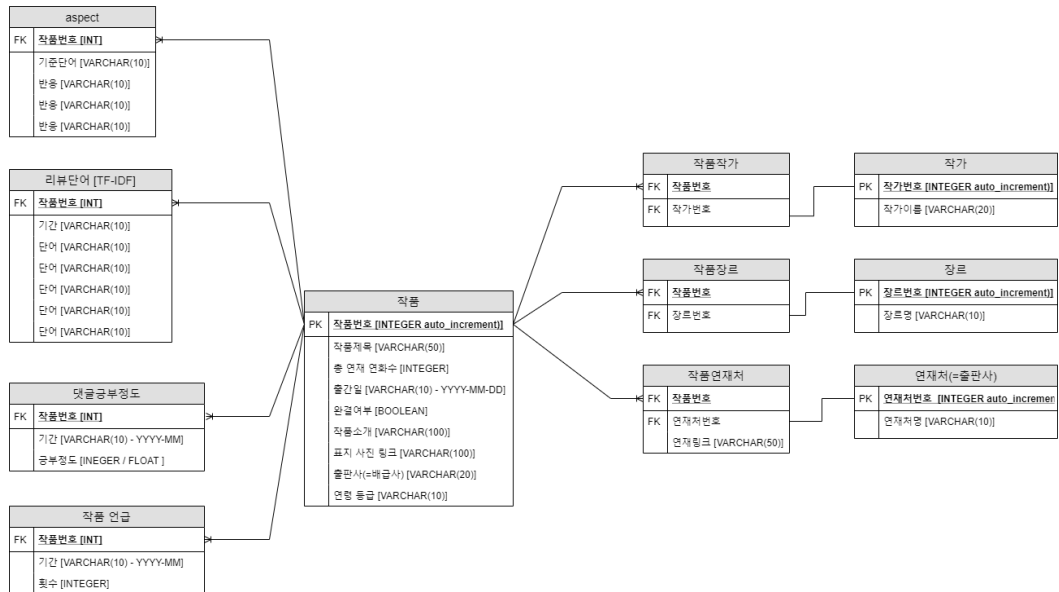 aspect
FK 작품번호 [INT]
기준단어 [VARCHAR(10)]
반응 [VARCHAR(10)]
반응 [VARCHAR(10)]
반응 [VARCHAR(10)]
리뷰단어 [TF-IDF]
FK 작품번호 [INT]
기간 [VARCHAR(10)]
단어 [VARCHAR(10)]
단어 [VARCHAR(10)]
단어 [VARCHAR(10)]
단어 [VARCHAR(10)]
단어 [VARCHAR(10)]
댓글긍부정도
FK 작품번호 [INT]
기간 [VARCHAR(10) - YYYY-MM]
긍부정도 [INEGER / FLOAT ]
작품 언급
FK 작품번호 [INT]
기간 [VARCHAR(10) - YYYY-MM]
횟수 [INTEGER]
작품
PK 작품번호 [INTEGER auto_increment)]
작품제목 [VARCHAR(50)]
총 연재 연화수 [INTEGER]
출간일 [VARCHAR(10) - YYYY-MM-DD]
완결여부 [BOOLEAN]
작품소개 [VARCHAR(100)]
표지 사진 링크 [VARCHAR(100)]
출판사(=배급사) [VARCHAR(20)]
연령 등급 [VARCHAR(10)]
작품작가
FK 작품번호
FK 작가번호
작가
PK 작가번호 [INTEGER auto_increment)]
작가이름 [VARCHAR(20)]
작품장르
FK 작품번호
FK 장르번호
장르
PK 장르번호 [INTEGER auto_increment)]
장르명 [VARCHAR(10)]
작품연재처
FK 작품번호
FK 연재처번호
연재링크 [VARCHAR(50)]
연재처(=출판사)
PK 연재처번호 [INTEGER auto_incremen
연재처명 [VARCHAR(10)]